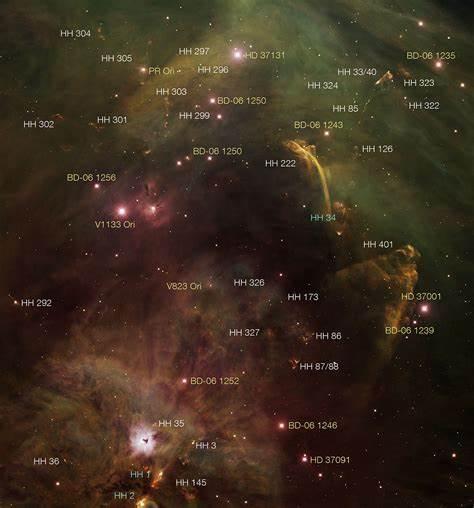 HH 304
HH 305
HH 297
HD 37131
BD-06 1235
PR Ori
HH 296
HH 33/40
HH 323
HH 324
HH 303
BD-06 1250
HH 322
HH 85
HH 299
HH 301
HH 302
BD-06 1243
BD-06 1250
HH 126
HH 222
BD-06 1256
HH 34
V1133 Ori
HH 401
HH 326
V823 Ori
HH 173
HD 37001
HH 292
HH 327
HH 86
BD-06 1239
HH 87/88
BD-06 1252
HH 35
BD-06 1246
HH 3
HH 36
HD 37091
HH 1
HH 145
HH 2